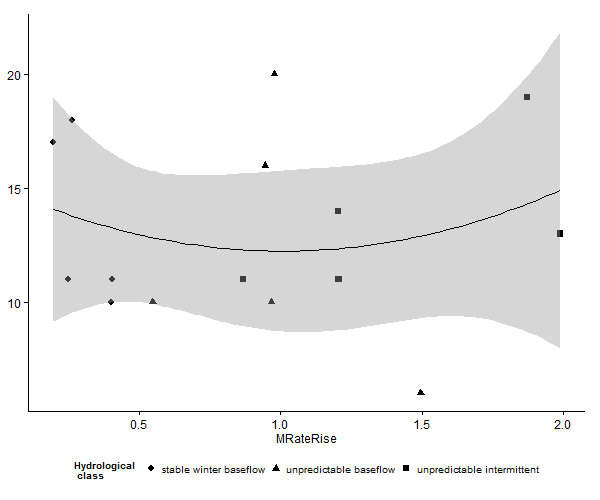 20
15
10
0.5 1.0 1.5 2.0
MRateRise
Hydrological
class
stable winter baseflow unpredictable baseflow unpredictable intermittent